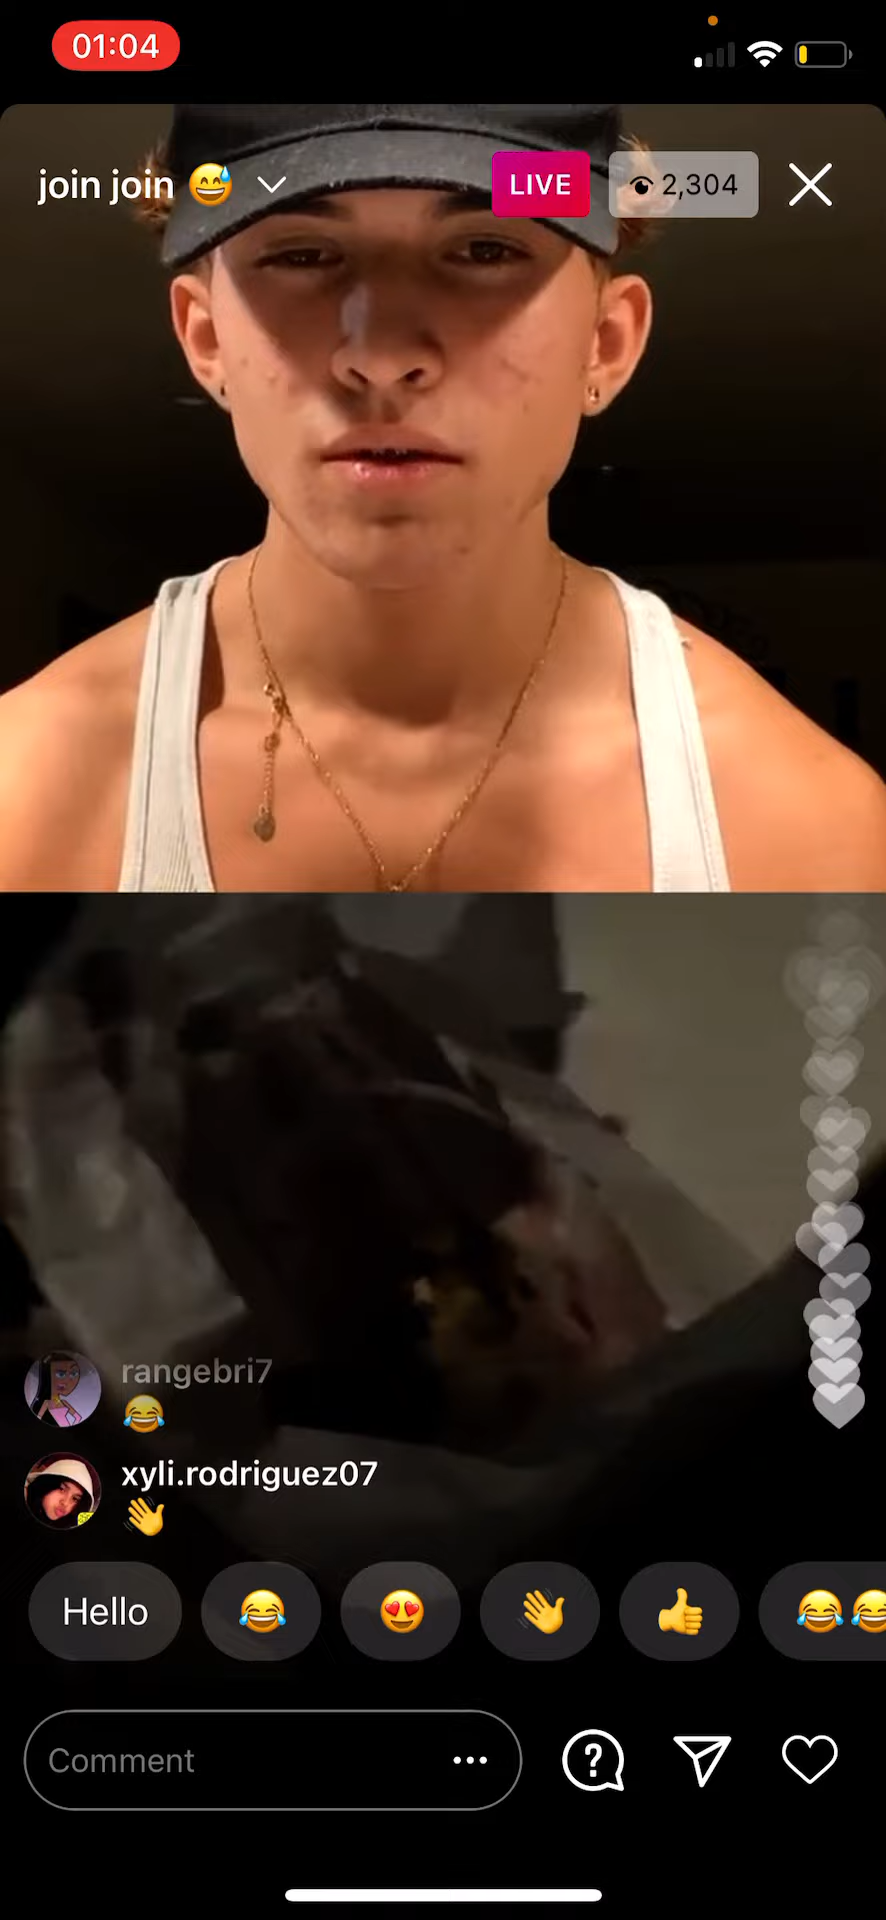 01:04
join join 😅
LIVE
2,304
rangebri7
😂
xyli.rodriguez07
👋
Hello 😂 😍 👋 👍 😂😂
Comment